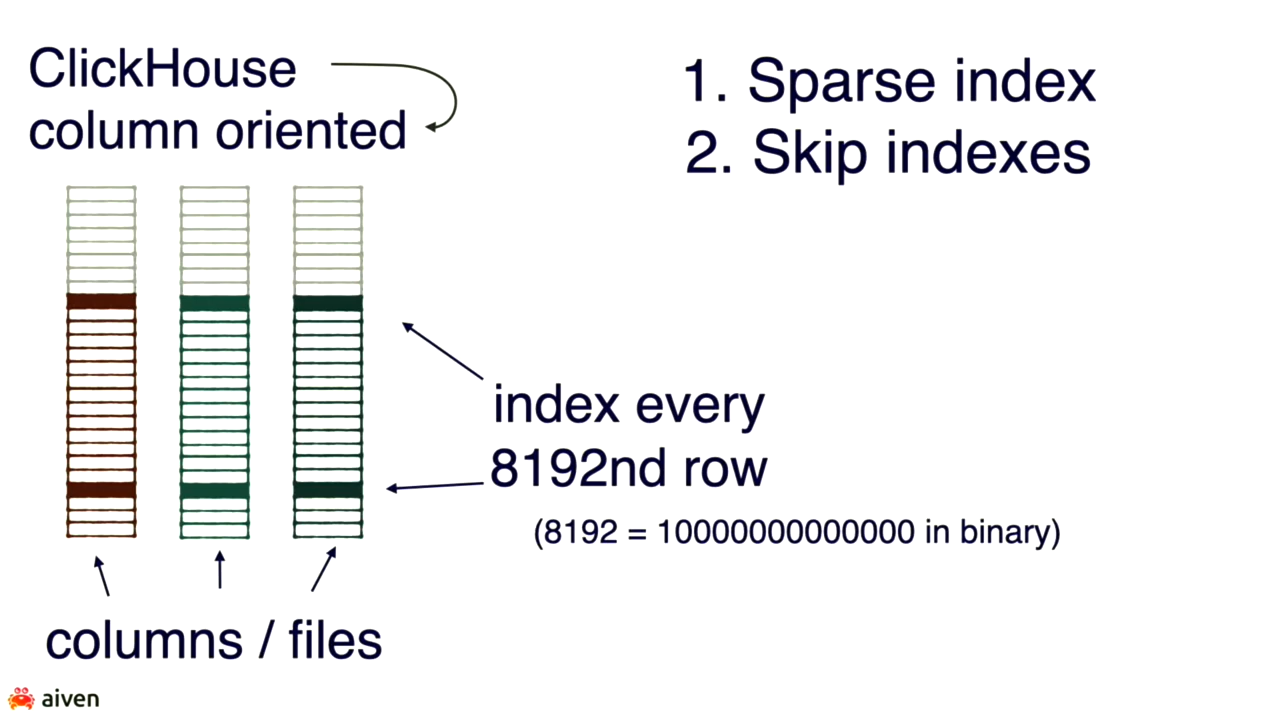 ClickHouse
column oriented
1. Sparse index
2. Skip indexes
index every
8192nd row
(8192 = 10000000000000 in binary)
columns / files
aiven